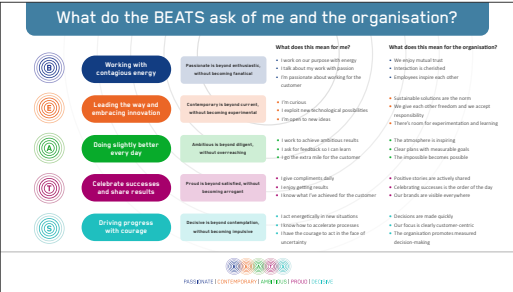 What do the BEATS ask of me and the organisation?
What does this mean for me?
What does this mean for the organisation?
B
Working with
contagious energy
Passionate is beyond enthusiastic,
without becoming fanatical
• I work on our purpose with energy
• I talk about my work with passion
• I'm passionate about working for the
customer
• We enjoy mutual trust
• Interaction is cherished
• Employees inspire each other
E
Leading the way and
embracing innovation
Contemporary is beyond current,
without becoming experimental
• I'm curious
• I exploit new technological possibilities
• I'm open to new ideas
• Sustainable solutions are the norm
• We give each other freedom and we accept
responsibility
• There's room for experimentation and learning
A
Doing slightly better
every day
Ambitious is beyond diligent,
without overreaching
• I work to achieve ambitious results
• I ask for feedback so I can learn
• I go the extra mile for the customer
• The atmosphere is inspiring
• Clear plans with measurable goals
• The impossible becomes possible
T
Celebrate successes
and share results
Proud is beyond satisfied, without
becoming arrogant
• I give compliments daily
• I enjoy getting results
• I know what I've achieved for the customer
• Positive stories are actively shared
• Celebrating successes is the order of the day
• Our brands are visible everywhere
S
Driving progress
with courage
Decisive is beyond contemplation,
without becoming impulsive
• I act energetically in new situations
• I know how to accelerate processes
• I have the courage to act in the face of
uncertainty
• Decisions are made quickly
• Our focus is clearly customer-centric
• The organisation promotes measured
decision-making
B E A T S
PASSIONATE | CONTEMPORARY | AMBITIOUS | PROUD | DECISIVE